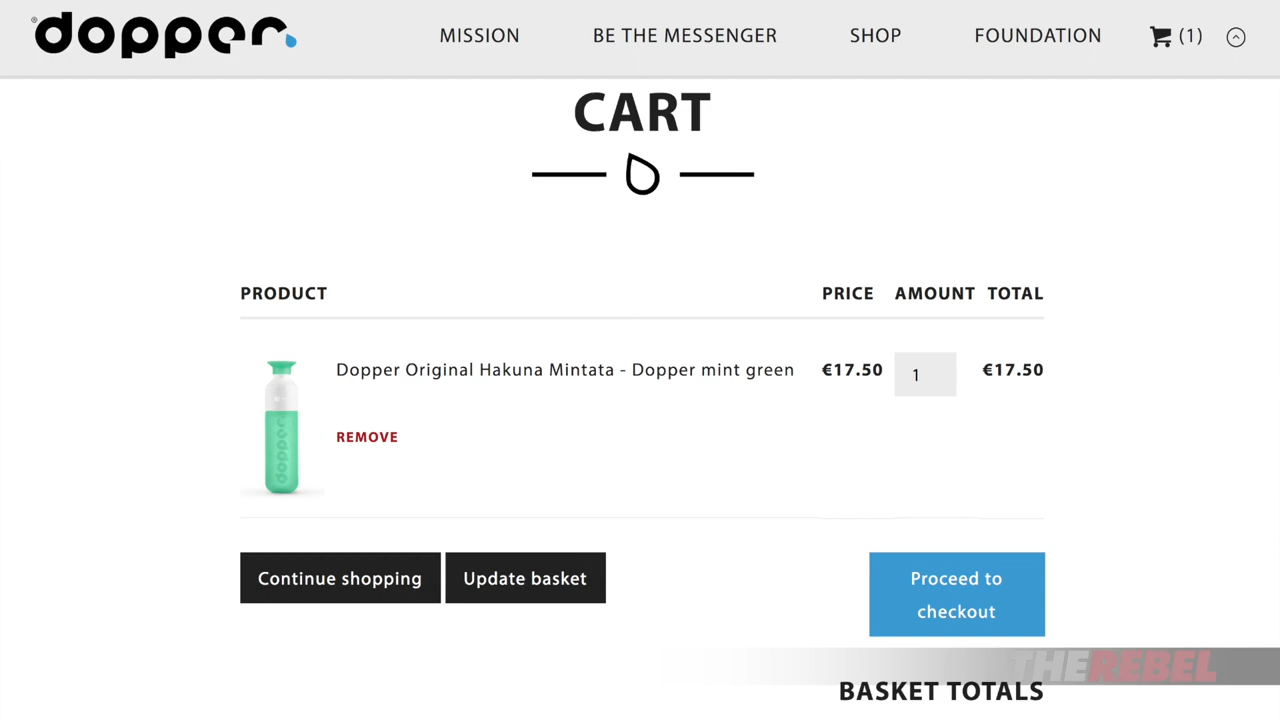 ® dopper
MISSION BE THE MESSENGER SHOP FOUNDATION (1)
CART
PRODUCT PRICE AMOUNT TOTAL
Dopper Original Hakuna Mintata - Dopper mint green €17.50 1 €17.50
dopper
REMOVE
Continue shopping Update basket Proceed to
checkout
THE REBEL
BASKET TOTALS